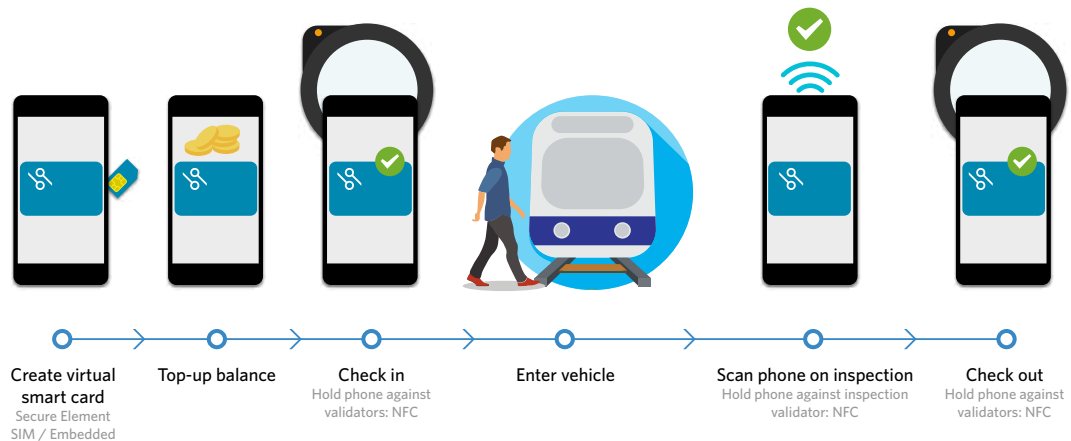 Create virtual
smart card
Secure Element
SIM / Embedded
Top-up balance
Check in
Hold phone against
validators: NFC
Enter vehicle
Scan phone on inspection
Hold phone against inspection
validator: NFC
Check out
Hold phone against
validators: NFC